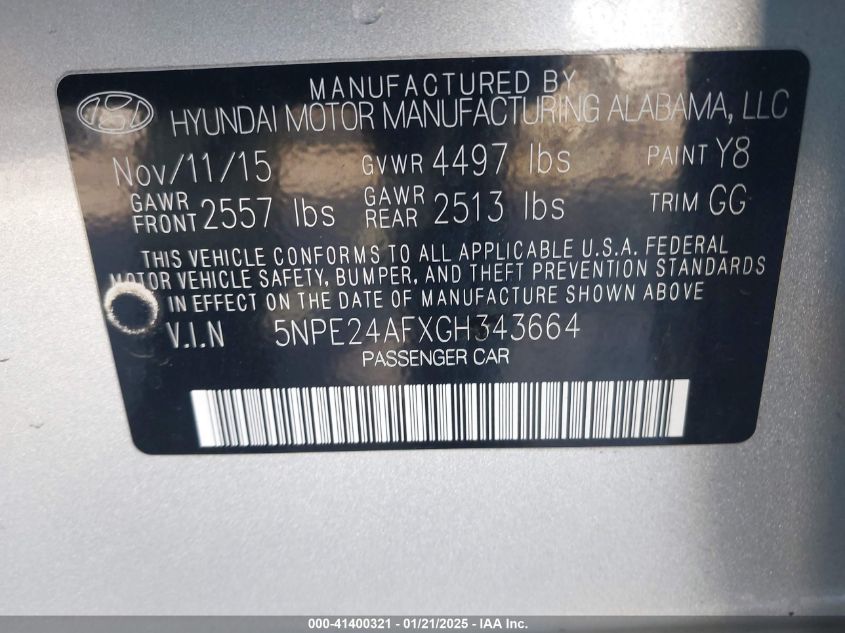 MANUFACTURED BY
HYUNDAI MOTOR MANUFACTURING ALABAMA, LLC
Nov/11/15 GVWR 4497 lbs PAINT Y8
GAWR FRONT 2557 lbs GAWR REAR 2513 lbs TRIM GG
THIS VEHICLE CONFORMS TO ALL APPLICABLE U.S.A. FEDERAL
MOTOR VEHICLE SAFETY, BUMPER, AND THEFT PREVENTION STANDARDS
IN EFFECT ON THE DATE OF MANUFACTURE SHOWN ABOVE
V.I.N 5NPE24AFXGH343664
PASSENGER CAR
000-41400321 - 01/21/2025 - IAA Inc.